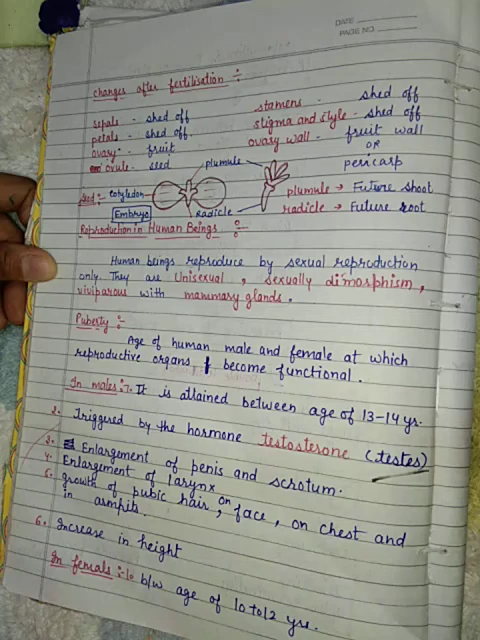 DATE
PAGE NO.
Changes after fertilisation :-
sepals - shed off
petals - shed off
ovary - fruit
ovule - seed
stamens - shed off
stigma and style - shed off
ovary wall - fruit wall
OR
pericarp
plumule
Seed :- Cotyledon
Embryo
Radicle
plumule → Future shoot
radicle → Future root
Reproduction in Human Beings :-
Human beings reproduce by sexual reproduction
only. They are Unisexual, sexually dimorphism,
viviparous with mammary glands.
Puberty :-
Age of human male and female at which
reproductive organs become functional.
In males :- 1. It is attained between age of 13-14 yr.
2. Triggered by the hormone testosterone (testes)
3. Enlargement of penis and scrotum.
4. Enlargement of larynx
5. growth of pubic hair, on face, on chest and
in armpits.
6. Increase in height
In females :- 1. b/w age of 10 to 12 yrs.